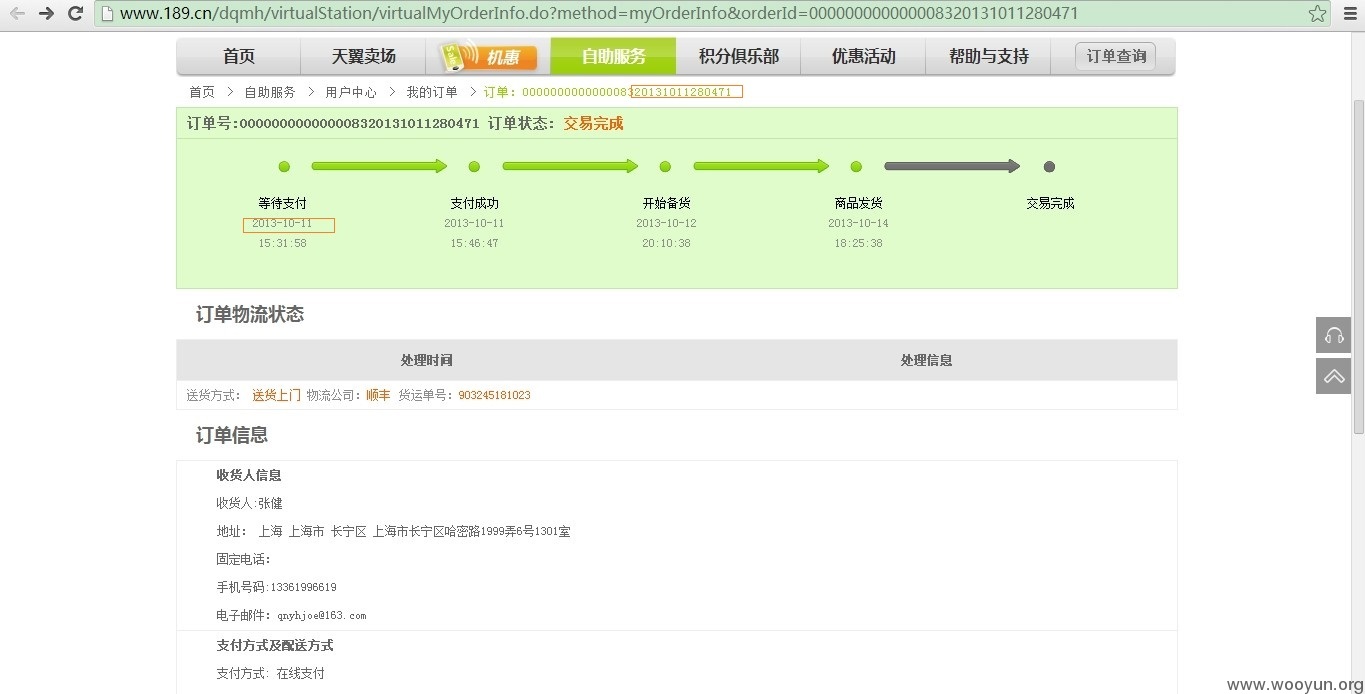 www.189.cn/dqmh/virtualStation/virtualMyOrderInfo.do?method=myOrderInfo&orderId=000000000000008320131011280471
首页 天翼卖场 Sale 机惠 自助服务 积分俱乐部 优惠活动 帮助与支持 订单查询
首页 > 自助服务 > 用户中心 > 我的订单 > 订单：000000000000008320131011280471
订单号:000000000000008320131011280471 订单状态：交易完成
等待支付 支付成功 开始备货 商品发货 交易完成
2013-10-11 2013-10-11 2013-10-12 2013-10-14
15:31:58 15:46:47 20:10:38 18:25:38
订单物流状态
处理时间 处理信息
送货方式： 送货上门 物流公司：顺丰 货运单号：903245181023
订单信息
收货人信息
收货人:张健
地址： 上海 上海市 长宁区 上海市长宁区哈密路1999弄6号1301室
固定电话：
手机号码:13361996619
电子邮件：qnyhjoe@163.com
支付方式及配送方式
支付方式：在线支付
www.wooyun.org